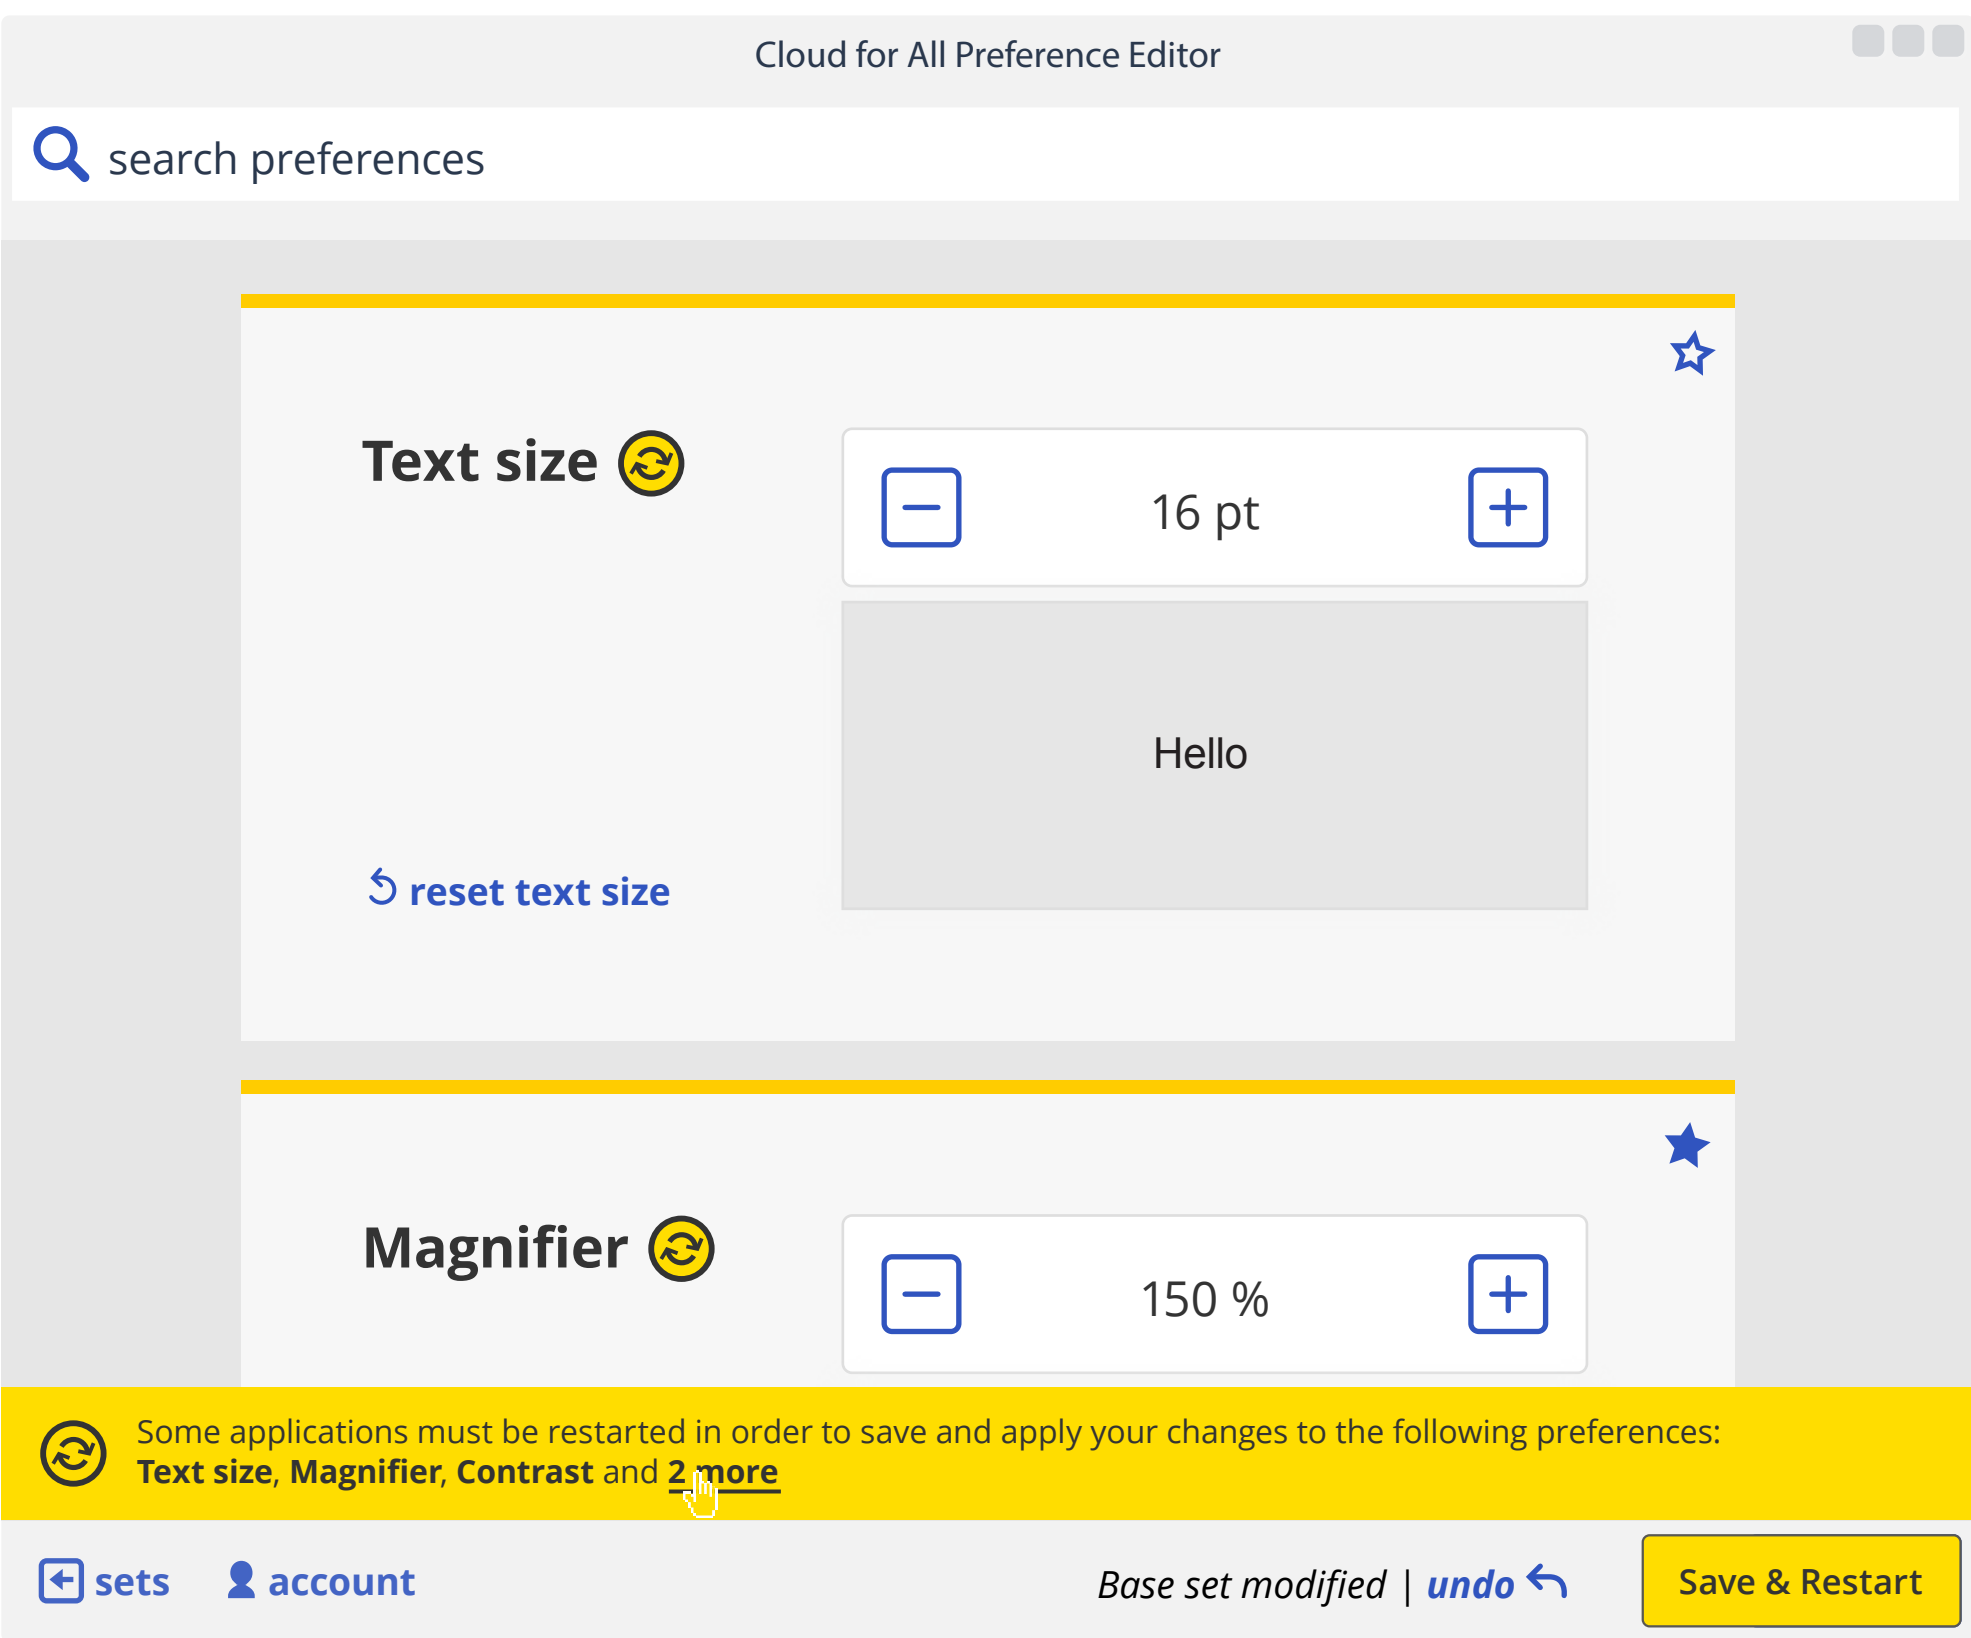 Cloud for All Preference Editor
search preferences
Text size
16 pt
Hello
reset text size
Magnifier
150 %
Some applications must be restarted in order to save and apply your changes to the following preferences:
Text size, Magnifier, Contrast and 2 more
sets account Base set modified | undo Save & Restart